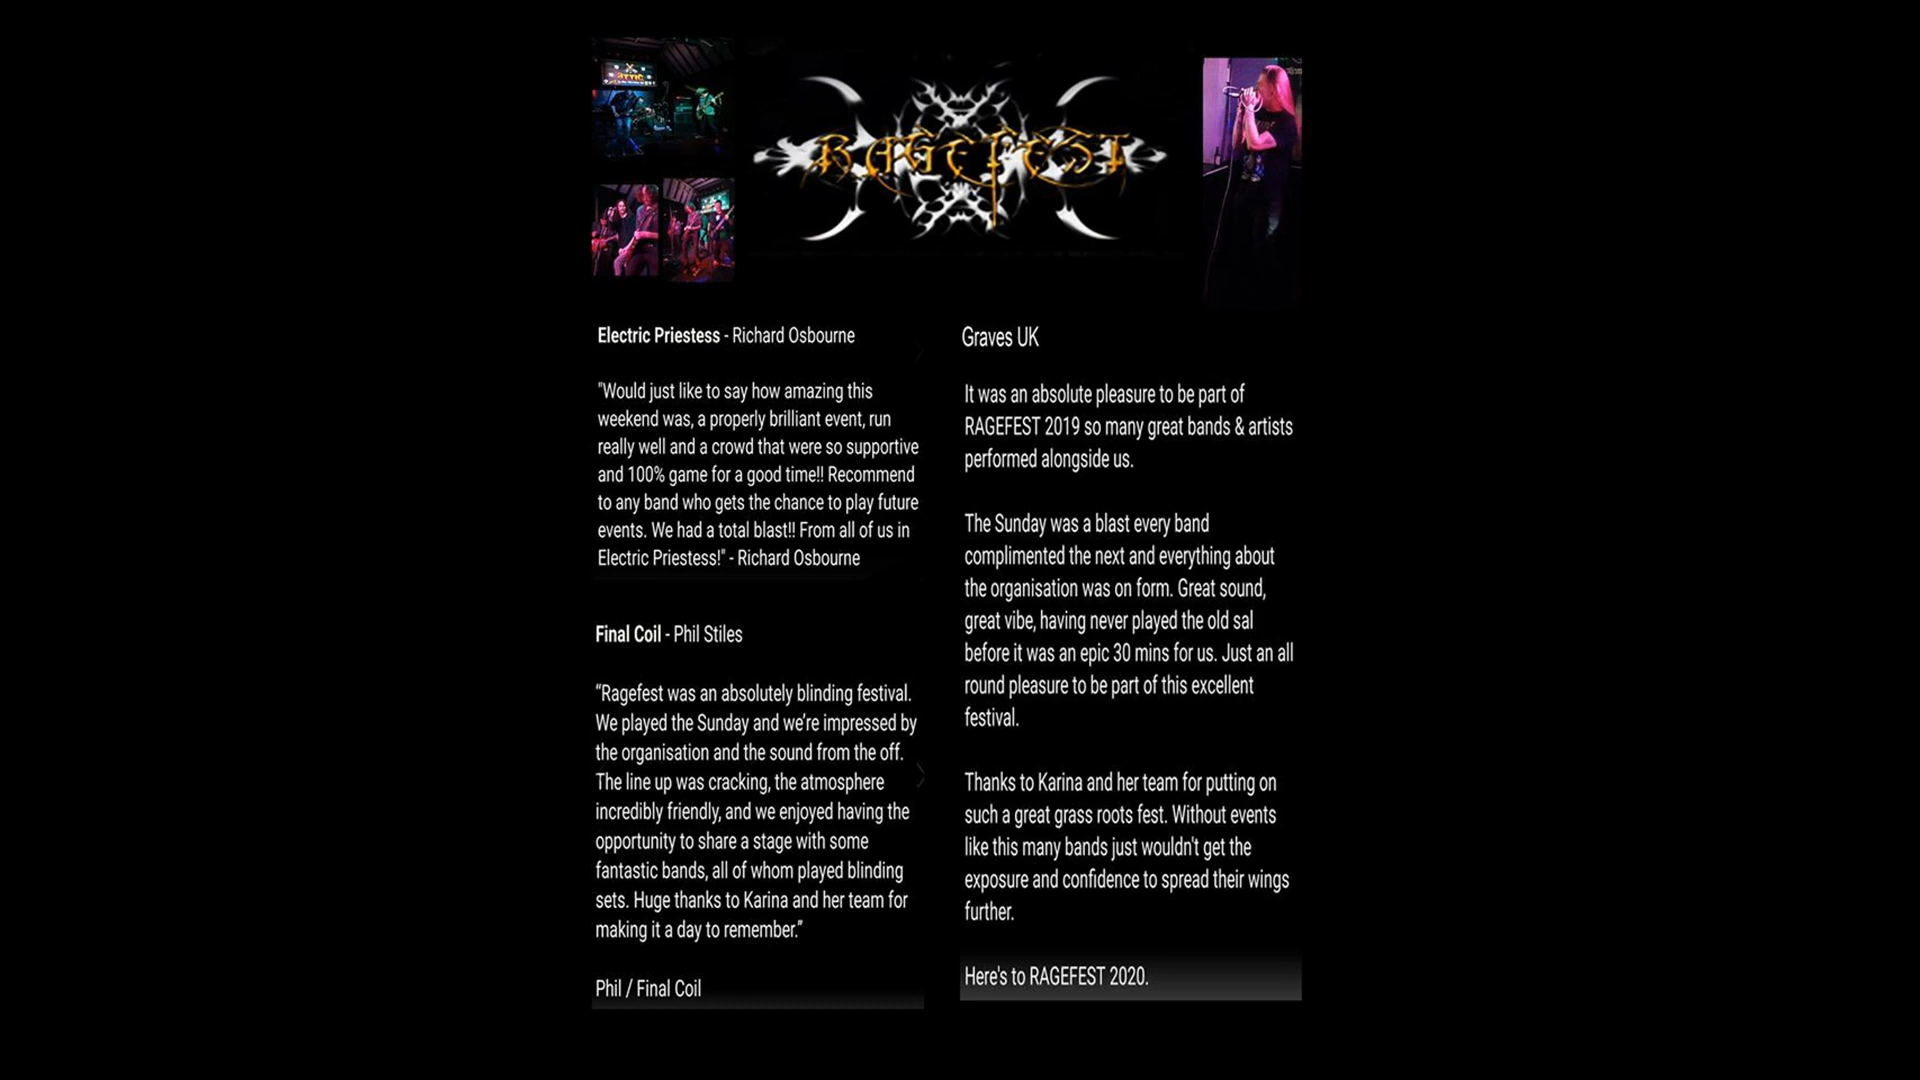 ATTIC
RAGEFEST
Electric Priestess - Richard Osbourne
"Would just like to say how amazing this
weekend was, a properly brilliant event, run
really well and a crowd that were so supportive
and 100% game for a good time!! Recommend
to any band who gets the chance to play future
events. We had a total blast!! From all of us in
Electric Priestess!" - Richard Osbourne
Final Coil - Phil Stiles
“Ragefest was an absolutely blinding festival.
We played the Sunday and we’re impressed by
the organisation and the sound from the off.
The line up was cracking, the atmosphere
incredibly friendly, and we enjoyed having the
opportunity to share a stage with some
fantastic bands, all of whom played blinding
sets. Huge thanks to Karina and her team for
making it a day to remember.”
Phil / Final Coil
Graves UK
It was an absolute pleasure to be part of
RAGEFEST 2019 so many great bands & artists
performed alongside us.
The Sunday was a blast every band
complimented the next and everything about
the organisation was on form. Great sound,
great vibe, having never played the old sal
before it was an epic 30 mins for us. Just an all
round pleasure to be part of this excellent
festival.
Thanks to Karina and her team for putting on
such a great grass roots fest. Without events
like this many bands just wouldn't get the
exposure and confidence to spread their wings
further.
Here's to RAGEFEST 2020.